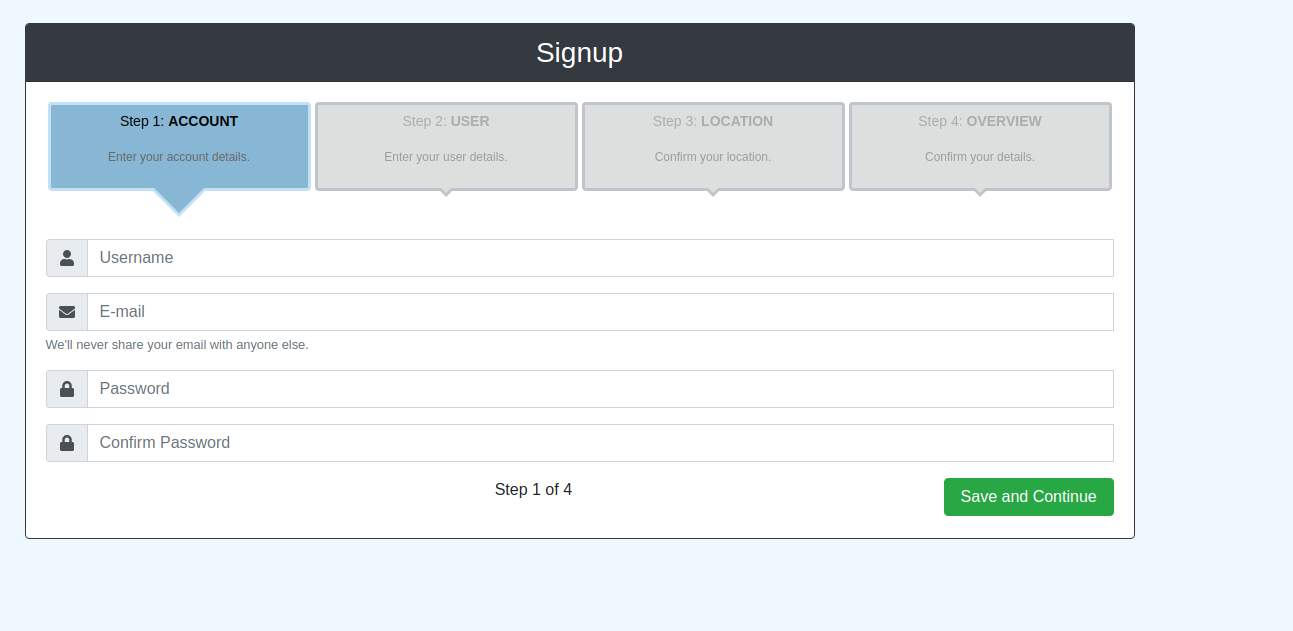 Signup
Step 1: ACCOUNT
Enter your account details.
Step 2: USER
Enter your user details.
Step 3: LOCATION
Confirm your location.
Step 4: OVERVIEW
Confirm your details.
Username
E-mail
We'll never share your email with anyone else.
Password
Confirm Password
Step 1 of 4
Save and Continue